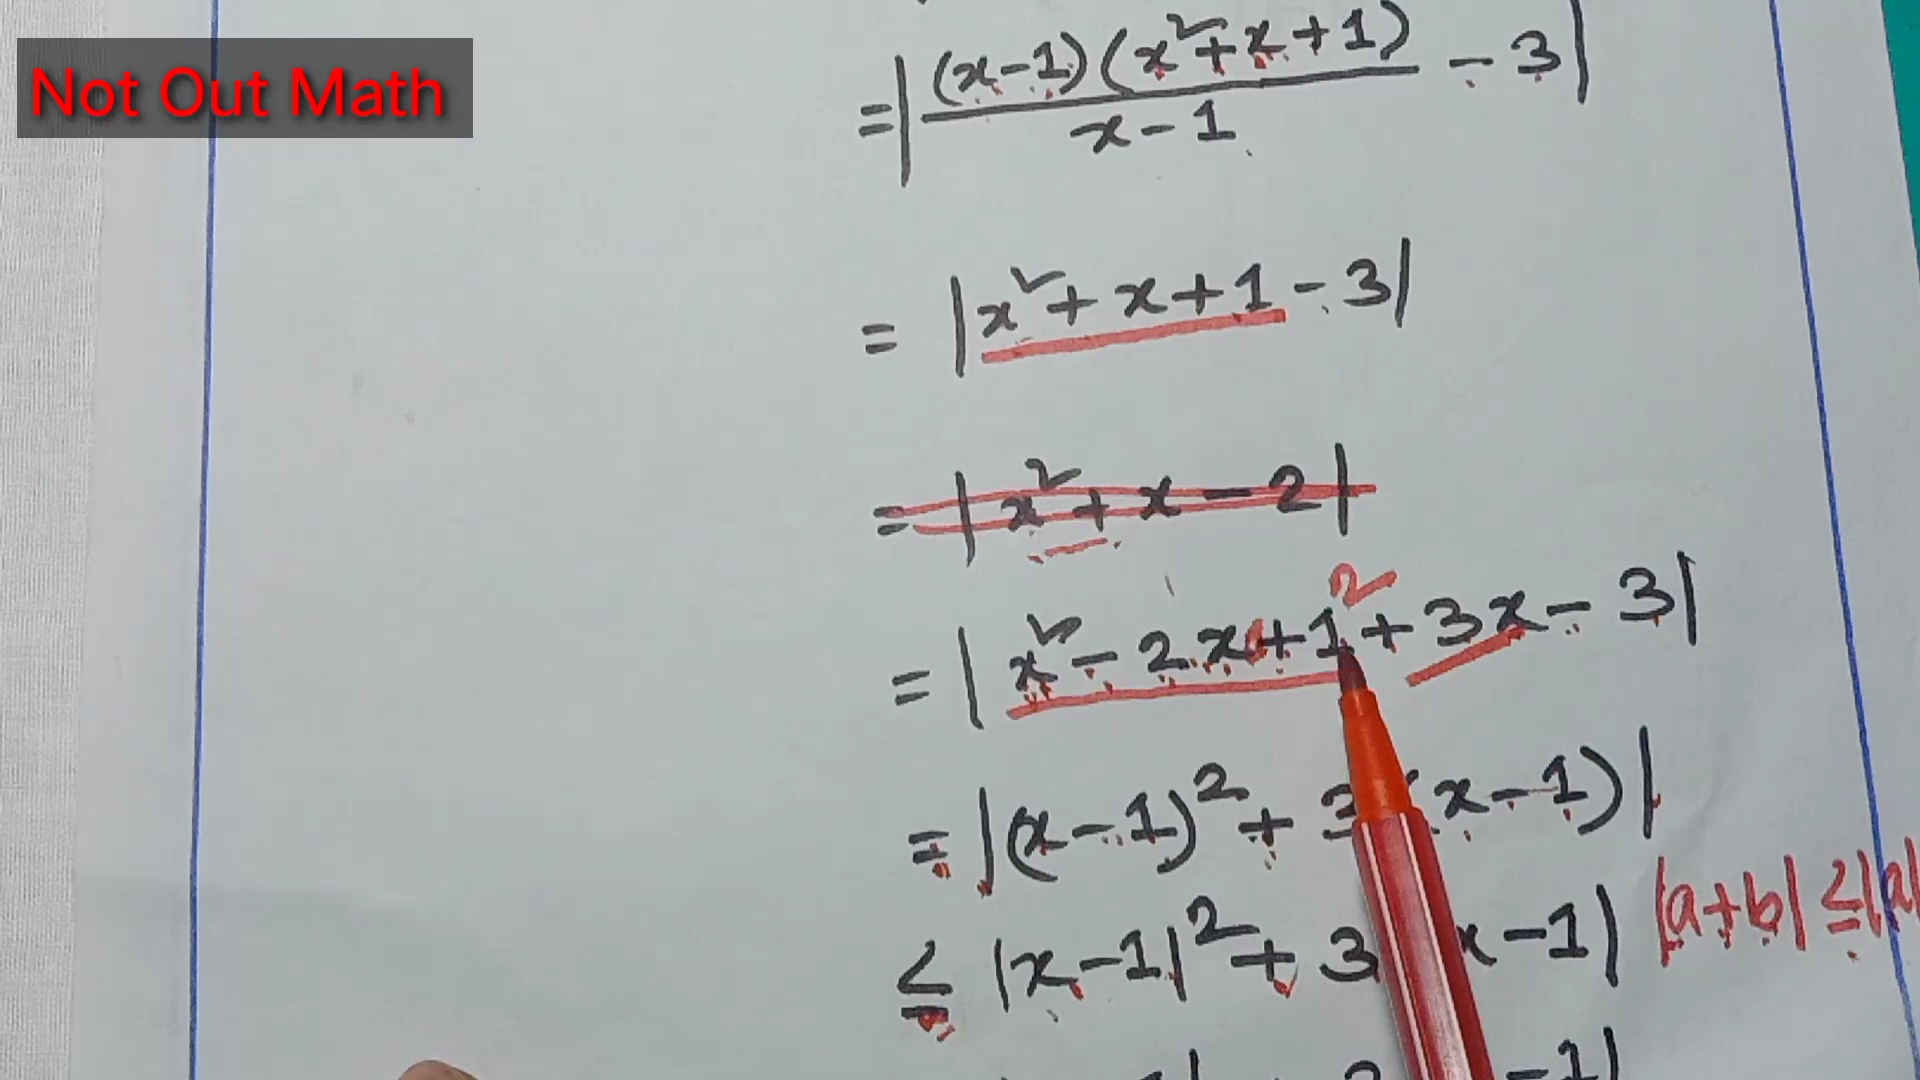 Not Out Math
=|(x-1)(x²+x+1)/x-1 - 3|
= |x²+x+1-3|
=|x²+x-2|
=|x²-2x+1²+3x-3|
=|(x-1)²+3(x-1)|
≤ |x-1|²+3|x-1| |a+b|≤|a|